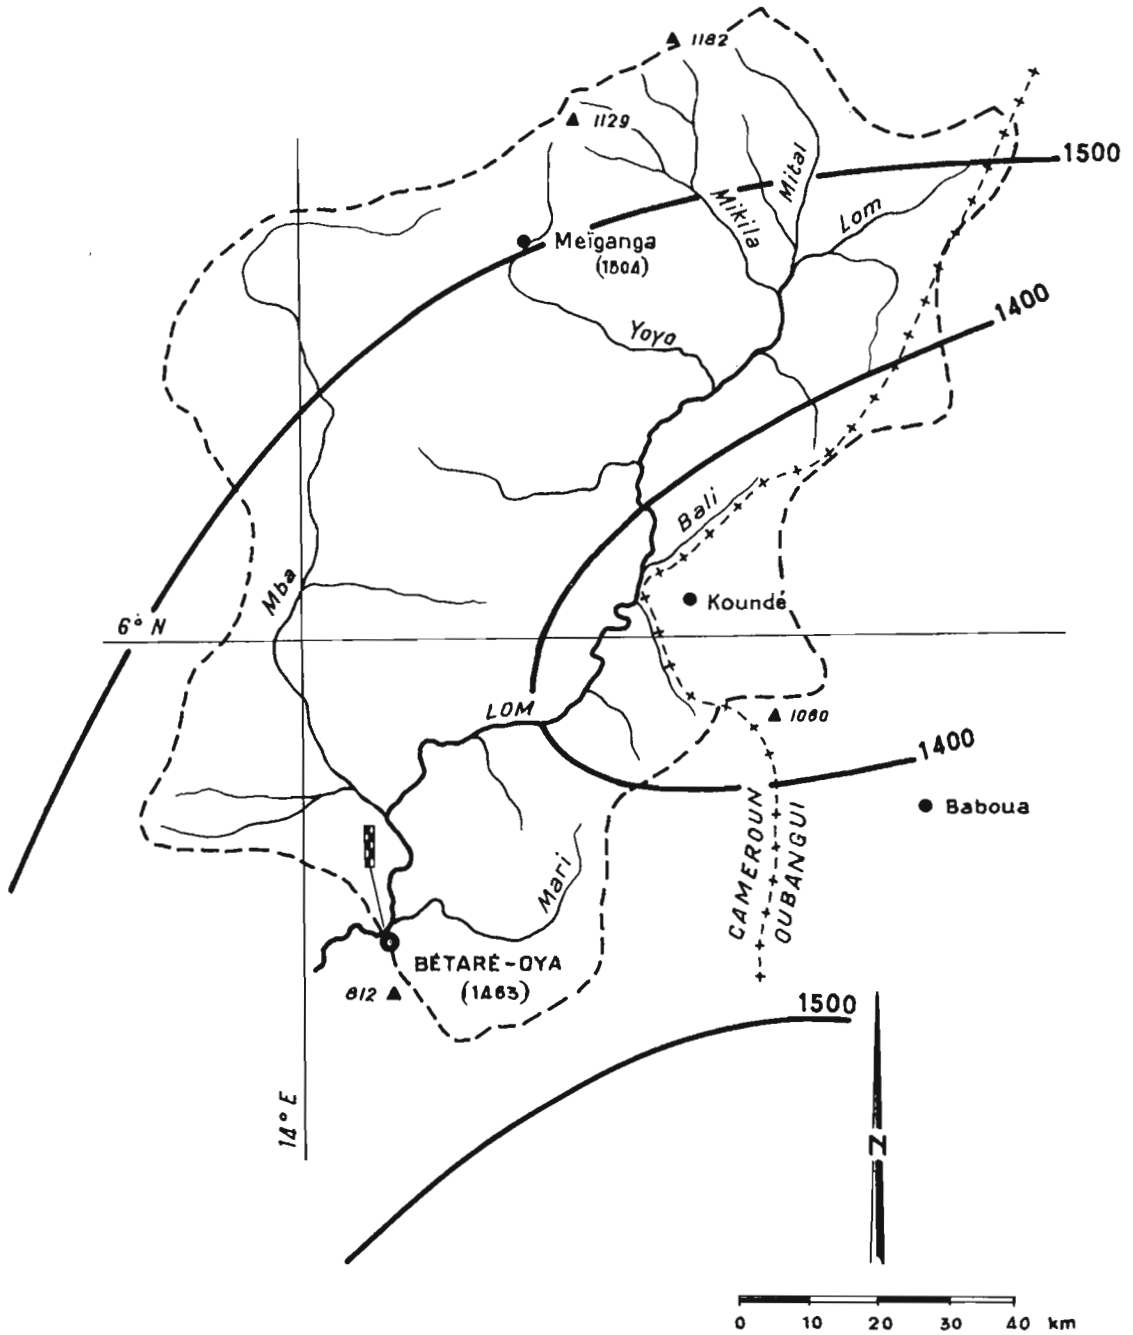 1182
1129
1500
Mital
Mikila
Lom
Meïganga
(1504)
1400
Yoyo
Bali
Mba
Koundé
6° N
LOM
1060
1400
Baboua
CAMEROUN
OUBANGUI
Mari
BÉTARÉ-OYA
(1463)
812
1500
14° E
N
0 10 20 30 40 km